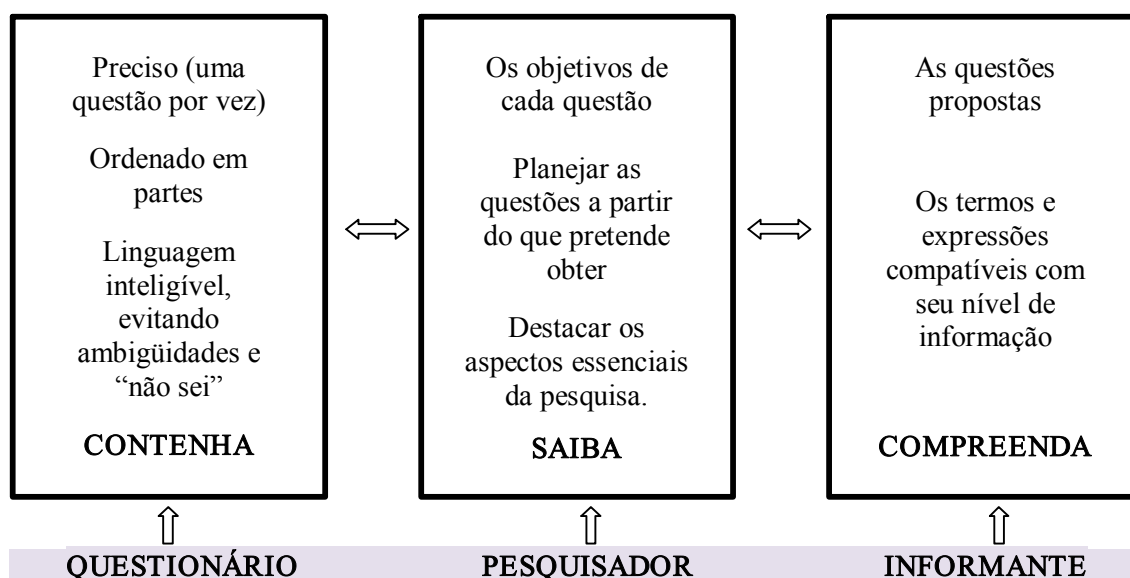 Preciso (uma
questão por vez)
Ordenado em
partes
Linguagem
inteligível,
evitando
ambigüidades e
“não sei”
CONTENHA
Os objetivos de
cada questão
Planejar as
questões a partir
do que pretende
obter
Destacar os
aspectos essenciais
da pesquisa.
SAIBA
As questões
propostas
Os termos e
expressões
compatíveis com
seu nível de
informação
COMPREENDA
QUESTIONÁRIO
PESQUISADOR
INFORMANTE